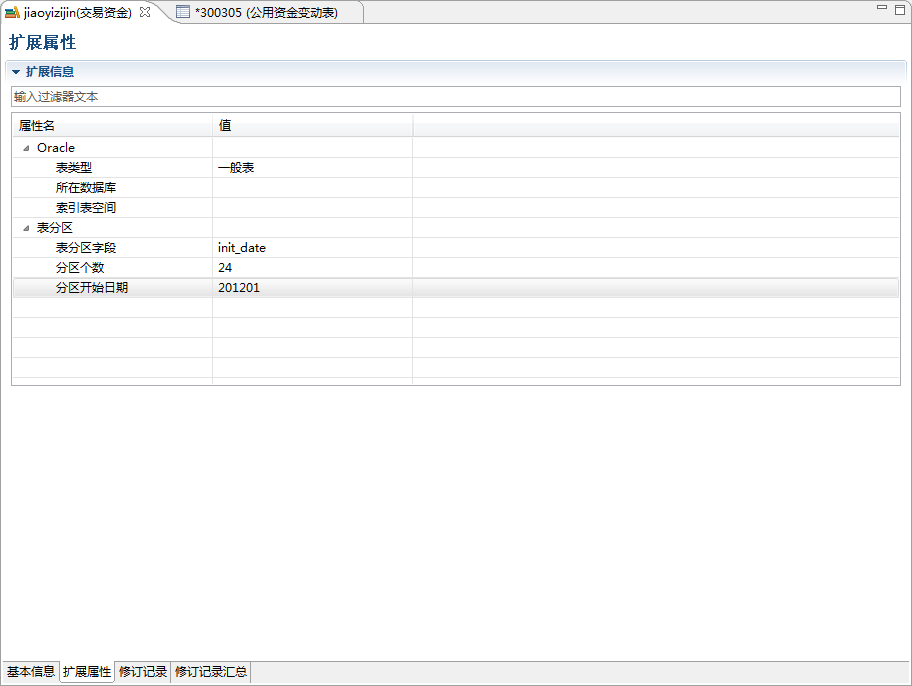 jiaoyizijin(交易资金) *300305 (公用资金变动表)
扩展属性
扩展信息
输入过滤器文本
属性名 值
Oracle
表类型 一般表
所在数据库
索引表空间
表分区
表分区字段 init_date
分区个数 24
分区开始日期 201201
基本信息 扩展属性 修订记录 修订记录汇总